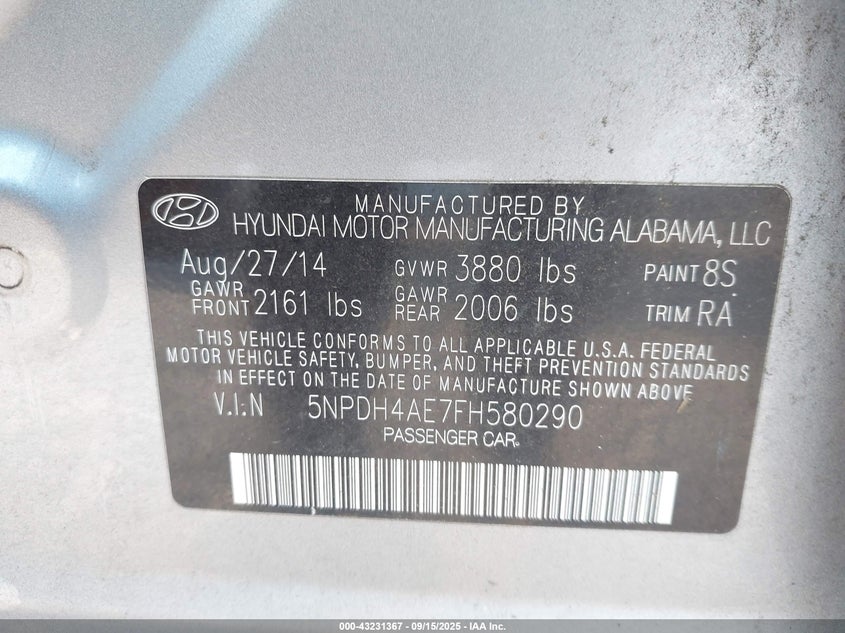 MANUFACTURED BY
HYUNDAI MOTOR MANUFACTURING ALABAMA, LLC
Aug/27/14 GVWR 3880 lbs PAINT 8S
GAWR FRONT 2161 lbs GAWR REAR 2006 lbs TRIM RA
THIS VEHICLE CONFORMS TO ALL APPLICABLE U.S.A. FEDERAL
MOTOR VEHICLE SAFETY, BUMPER, AND THEFT PREVENTION STANDARDS
IN EFFECT ON THE DATE OF MANUFACTURE SHOWN ABOVE
V.I.N 5NPDH4AE7FH580290
PASSENGER CAR
000-43231367 - 09/15/2025 - IAA Inc.